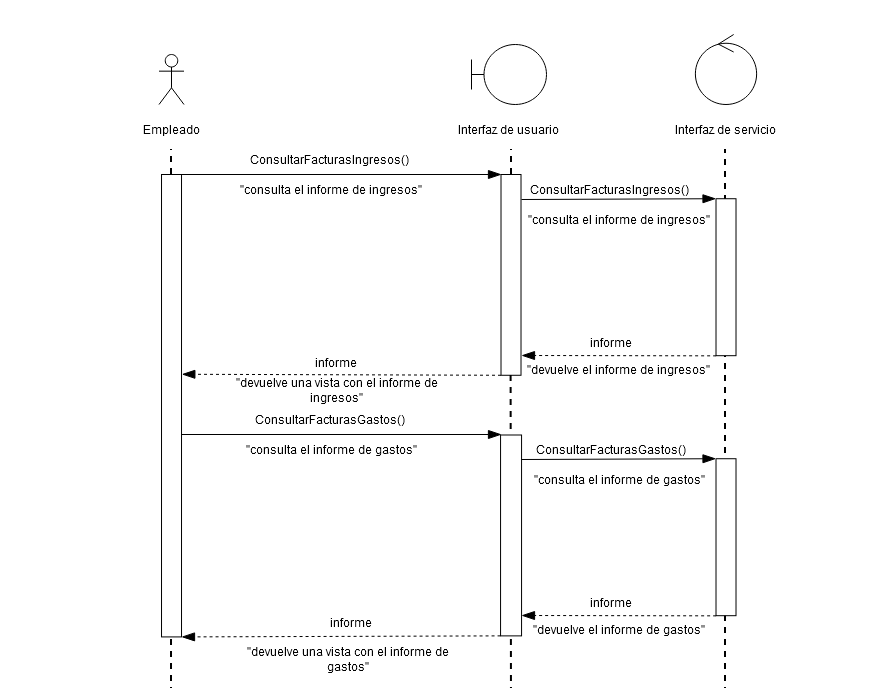 Empleado
Interfaz de usuario
Interfaz de servicio
ConsultarFacturasIngresos()
"consulta el informe de ingresos"
ConsultarFacturasIngresos()
"consulta el informe de ingresos"
informe
"devuelve el informe de ingresos"
informe
"devuelve una vista con el informe de
ingresos"
ConsultarFacturasGastos()
"consulta el informe de gastos"
ConsultarFacturasGastos()
"consulta el informe de gastos"
informe
"devuelve el informe de gastos"
informe
"devuelve una vista con el informe de
gastos"